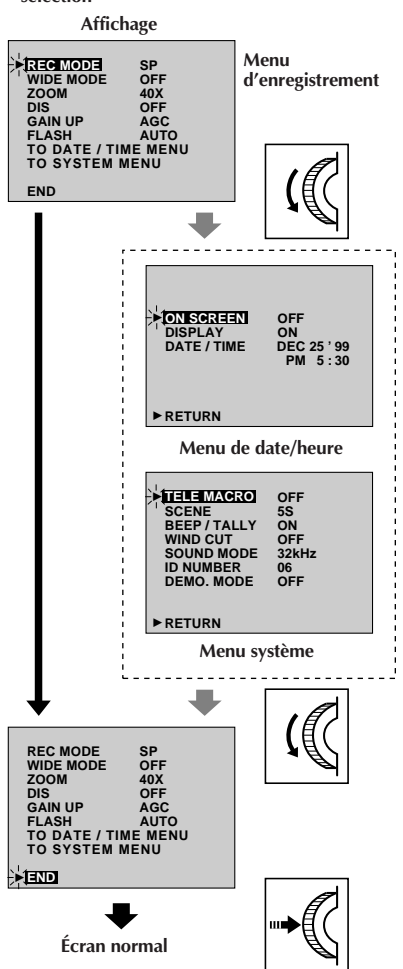 sélection
Affichage
REC MODE SP
WIDE MODE OFF
ZOOM 40X
DIS OFF
GAIN UP AGC
FLASH AUTO
TO DATE / TIME MENU
TO SYSTEM MENU
END
Menu
d'enregistrement
ON SCREEN OFF
DISPLAY ON
DATE / TIME DEC 25 ' 99
PM 5 : 30
RETURN
Menu de date/heure
TELE MACRO OFF
SCENE 5S
BEEP / TALLY ON
WIND CUT OFF
SOUND MODE 32kHz
ID NUMBER 06
DEMO. MODE OFF
RETURN
Menu système
REC MODE SP
WIDE MODE OFF
ZOOM 40X
DIS OFF
GAIN UP AGC
FLASH AUTO
TO DATE / TIME MENU
TO SYSTEM MENU
END
Écran normal